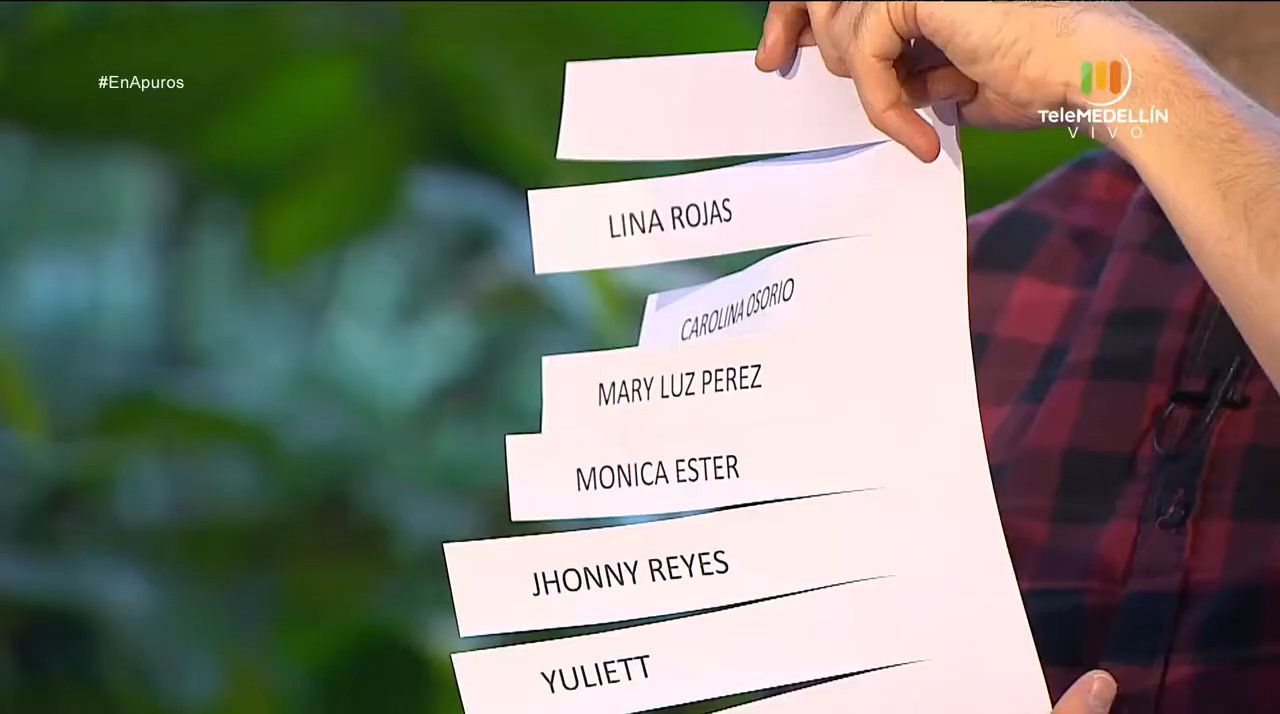 #EnApuros
TeleMEDELLÍN
VIVO
LINA ROJAS
CAROLINA OSORIO
MARY LUZ PEREZ
MONICA ESTER
JHONNY REYES
YULIETT